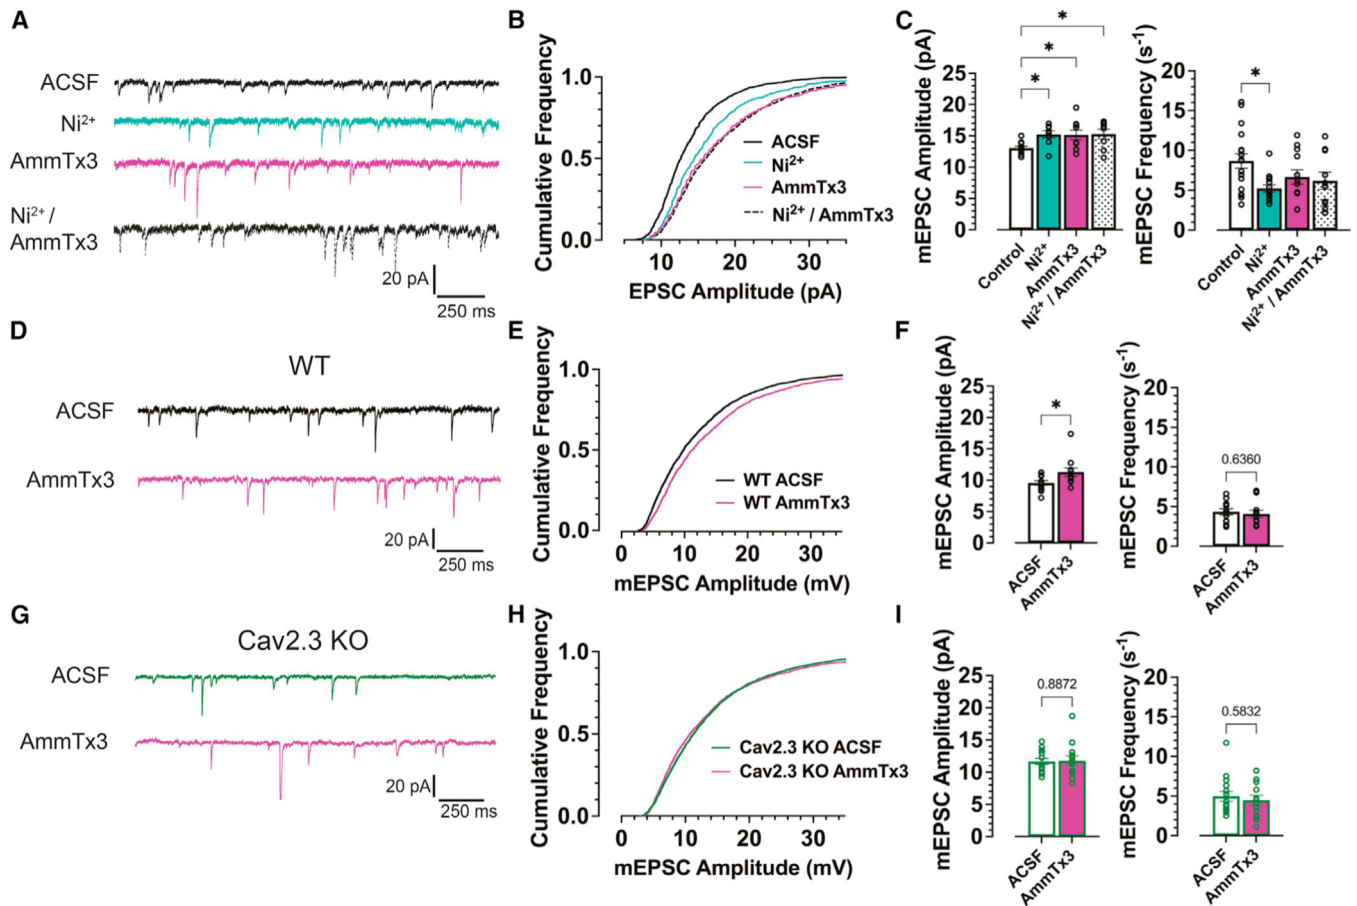 A
ACSF
Ni²⁺
AmmTx3
Ni²⁺ /
AmmTx3
20 pA
250 ms
B
Cumulative Frequency
1.0
0.5
0.0
10
20
30
EPSC Amplitude (pA)
ACSF
Ni²⁺
AmmTx3
Ni²⁺ / AmmTx3
C
mEPSC Amplitude (pA)
25
20
15
10
5
0
*
*
*
Control
Ni²⁺
AmmTx3
Ni²⁺ / AmmTx3
mEPSC Frequency (s⁻¹)
20
15
10
5
0
*
Control
Ni²⁺
AmmTx3
Ni²⁺ / AmmTx3
D
WT
ACSF
AmmTx3
20 pA
250 ms
E
Cumulative Frequency
1.0
0.5
0.0
0
10
20
30
mEPSC Amplitude (mV)
WT ACSF
WT AmmTx3
F
mEPSC Amplitude (pA)
25
20
15
10
5
0
*
ACSF
AmmTx3
mEPSC Frequency (s⁻¹)
20
15
10
5
0
0.6360
ACSF
AmmTx3
G
Cav2.3 KO
ACSF
AmmTx3
20 pA
250 ms
H
Cumulative Frequency
1.0
0.5
0.0
0
10
20
30
mEPSC Amplitude (mV)
Cav2.3 KO ACSF
Cav2.3 KO AmmTx3
I
mEPSC Amplitude (pA)
25
20
15
10
5
0
0.8872
ACSF
AmmTx3
mEPSC Frequency (s⁻¹)
20
15
10
5
0
0.5832
ACSF
AmmTx3